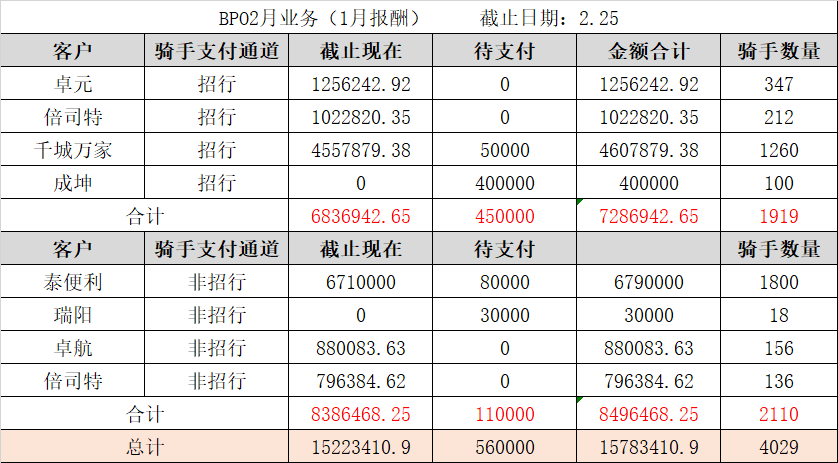 BPO2月业务（1月报酬） 截止日期：2.25
客户 骑手支付通道 截止现在 待支付 金额合计 骑手数量
卓元 招行 1256242.92 0 1256242.92 347
倍司特 招行 1022820.35 0 1022820.35 212
千城万家 招行 4557879.38 50000 4607879.38 1260
成坤 招行 0 400000 400000 100
合计 6836942.65 450000 7286942.65 1919
客户 骑手支付通道 截止现在 待支付 骑手数量
泰便利 非招行 6710000 80000 6790000 1800
瑞阳 非招行 0 30000 30000 18
卓航 非招行 880083.63 0 880083.63 156
倍司特 非招行 796384.62 0 796384.62 136
合计 8386468.25 110000 8496468.25 2110
总计 15223410.9 560000 15783410.9 4029